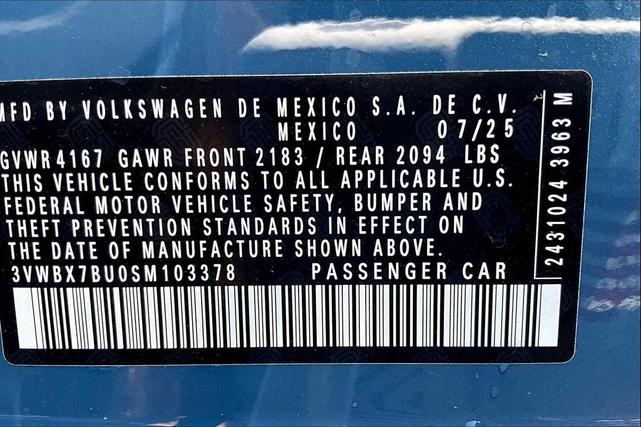 MFD BY VOLKSWAGEN DE MEXICO S.A. DE C.V.
MEXICO 07/25
GVWR 4167 GAWR FRONT 2183 / REAR 2094 LBS
THIS VEHICLE CONFORMS TO ALL APPLICABLE U.S.
FEDERAL MOTOR VEHICLE SAFETY, BUMPER AND
THEFT PREVENTION STANDARDS IN EFFECT ON
THE DATE OF MANUFACTURE SHOWN ABOVE.
3VWBX7BU0SM103378 PASSENGER CAR
2431024 3963 M